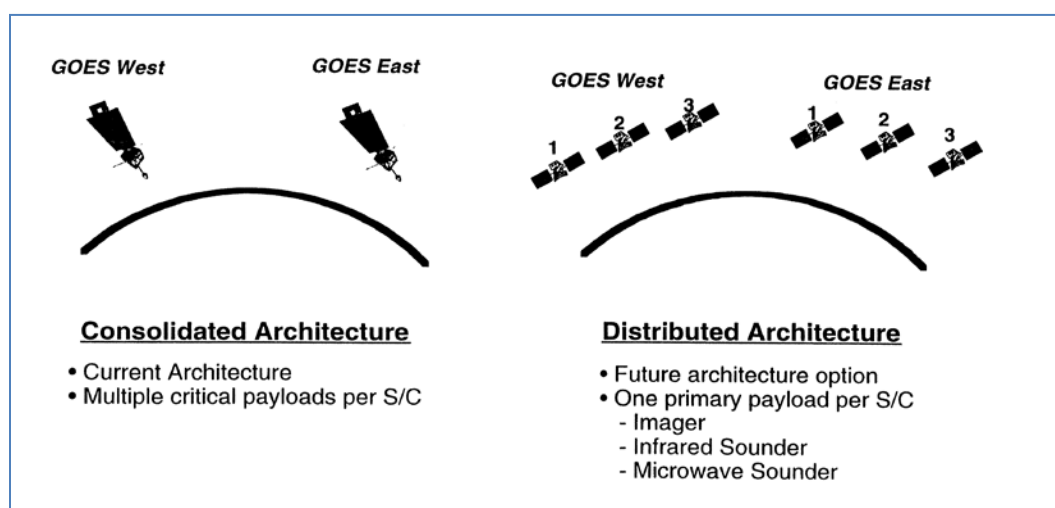 GOES West
GOES East
1
2
3
GOES West
GOES East
1
2
3
Consolidated Architecture
• Current Architecture
• Multiple critical payloads per S/C
Distributed Architecture
• Future architecture option
• One primary payload per S/C
- Imager
- Infrared Sounder
- Microwave Sounder